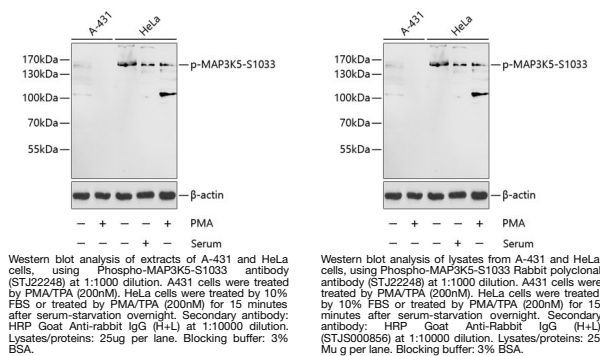 A-431
HeLa
170kDa
130kDa
100kDa
70kDa
55kDa
p-MAP3K5-S1033
β-actin
− + − − + PMA
− + − Serum
Western blot analysis of extracts of A-431 and HeLa
cells, using Phospho-MAP3K5-S1033 antibody
(STJ22248) at 1:1000 dilution. A431 cells were treated
by PMA/TPA (200nM). HeLa cells were treated by 10%
FBS or treated by PMA/TPA (200nM) for 15 minutes
after serum-starvation overnight. Secondary antibody:
HRP Goat Anti-rabbit IgG (H+L) at 1:10000 dilution.
Lysates/proteins: 25ug per lane. Blocking buffer: 3%
BSA.
A-431
HeLa
170kDa
130kDa
100kDa
70kDa
55kDa
p-MAP3K5-S1033
β-actin
− + − − + PMA
− + − Serum
Western blot analysis of lysates from A-431 and HeLa
cells, using Phospho-MAP3K5-S1033 Rabbit polyclonal
antibody (STJ22248) at 1:1000 dilution. A431 cells were
treated by PMA/TPA (200nM). HeLa cells were treated
by 10% FBS or treated by PMA/TPA (200nM) for 15
minutes after serum-starvation overnight. Secondary
antibody: HRP Goat Anti-Rabbit IgG (H+L)
(STJS000856) at 1:10000 dilution. Lysates/proteins: 25
Mu g per lane. Blocking buffer: 3% BSA.